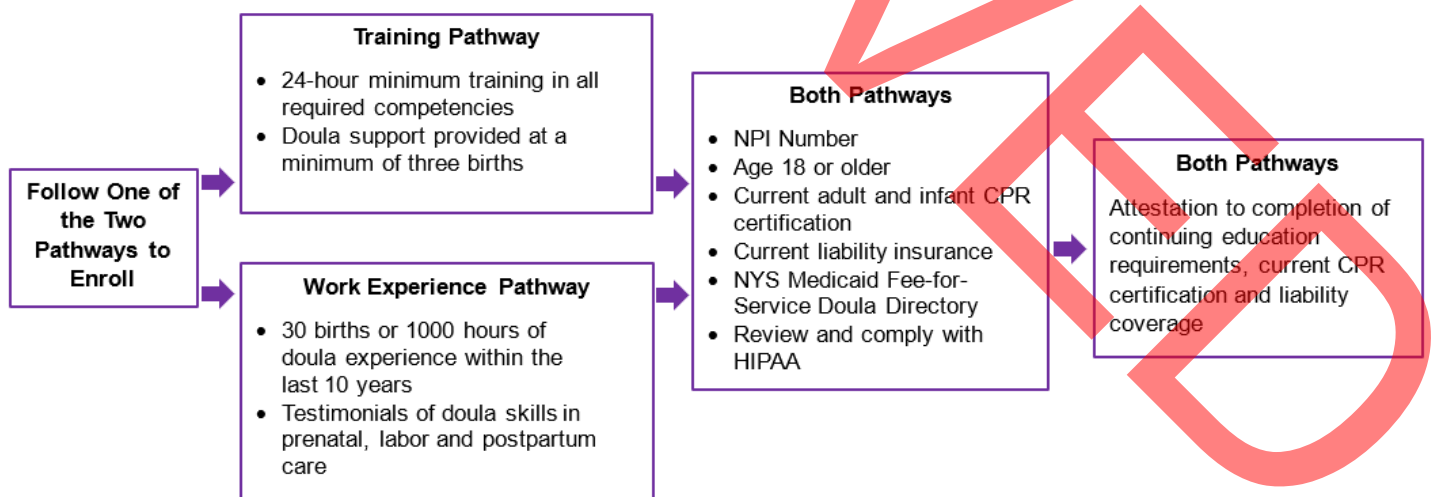 Follow One of
the Two
Pathways to
Enroll
Training Pathway
• 24-hour minimum training in all
required competencies
• Doula support provided at a
minimum of three births
Work Experience Pathway
• 30 births or 1000 hours of
doula experience within the
last 10 years
• Testimonials of doula skills in
prenatal, labor and postpartum
care
Both Pathways
• NPI Number
• Age 18 or older
• Current adult and infant CPR
certification
• Current liability insurance
• NYS Medicaid Fee-for-
Service Doula Directory
• Review and comply with
HIPAA
Both Pathways
Attestation to completion of
continuing education
requirements, current CPR
certification and liability
coverage